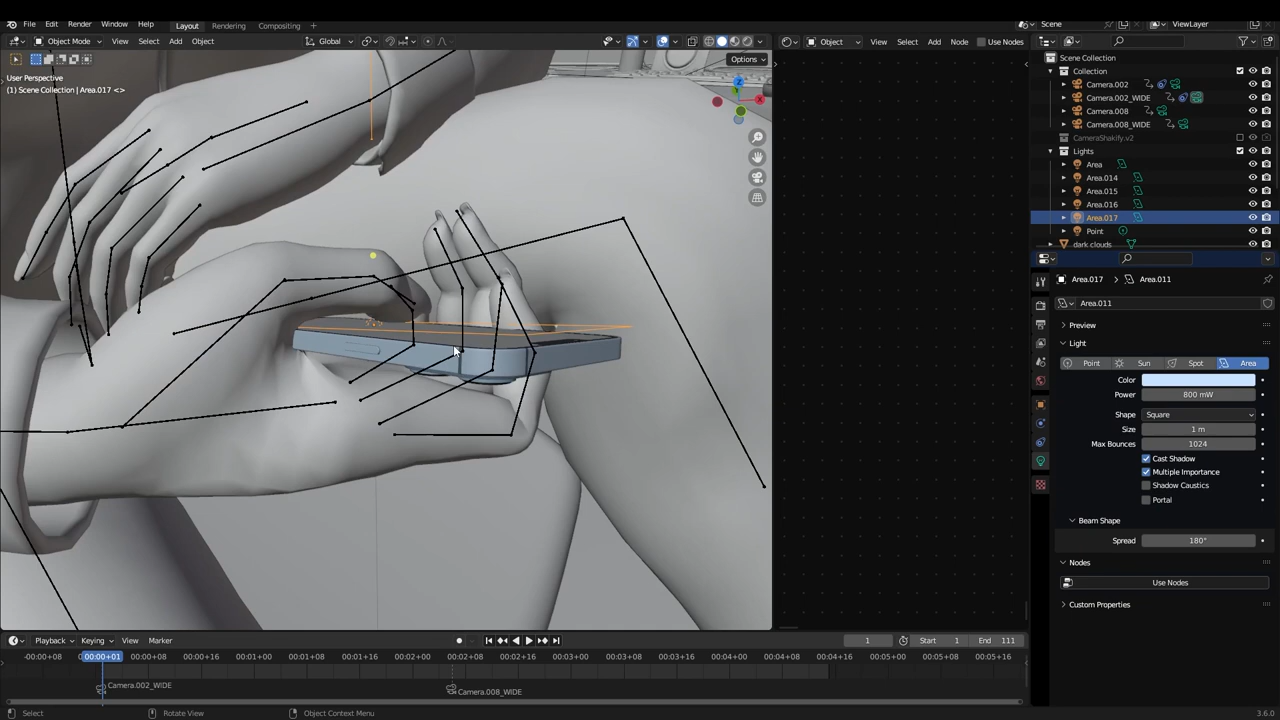 File Edit Render Window Help Layout Rendering Compositing + Scene ViewLayer
Object Mode View Select Add Object Global Object View Select Add Node Use Nodes
Options
User Perspective
(1) Scene Collection | Area.017 <>
Z
X
Scene Collection
Collection
Camera.002
Camera.002_WIDE
Camera.008
Camera.008_WIDE
CameraShakify.v2
Lights
Area
Area.014
Area.015
Area.016
Area.017
Point
dark clouds
Area.017 > Area.011
Area.011
Preview
Light
Point Sun Spot Area
Color
Power 800 mW
Shape Square
Size 1 m
Max Bounces 1024
Cast Shadow
Multiple Importance
Shadow Caustics
Portal
Beam Shape
Spread 180°
Nodes
Use Nodes
Custom Properties
Playback Keying View Marker 1 Start 1 End 111
-00:00+08 00:00+01 00:00+08 00:00+16 00:01+00 00:01+08 00:01+16 00:02+00 00:02+08 00:02+16 00:03+00 00:03+08 00:03+16 00:04+00 00:04+08 00:04+16 00:05+00 00:05+08 00:05+16
Camera.002_WIDE
Camera.008_WIDE
Select Rotate View Object Context Menu 3.6.0